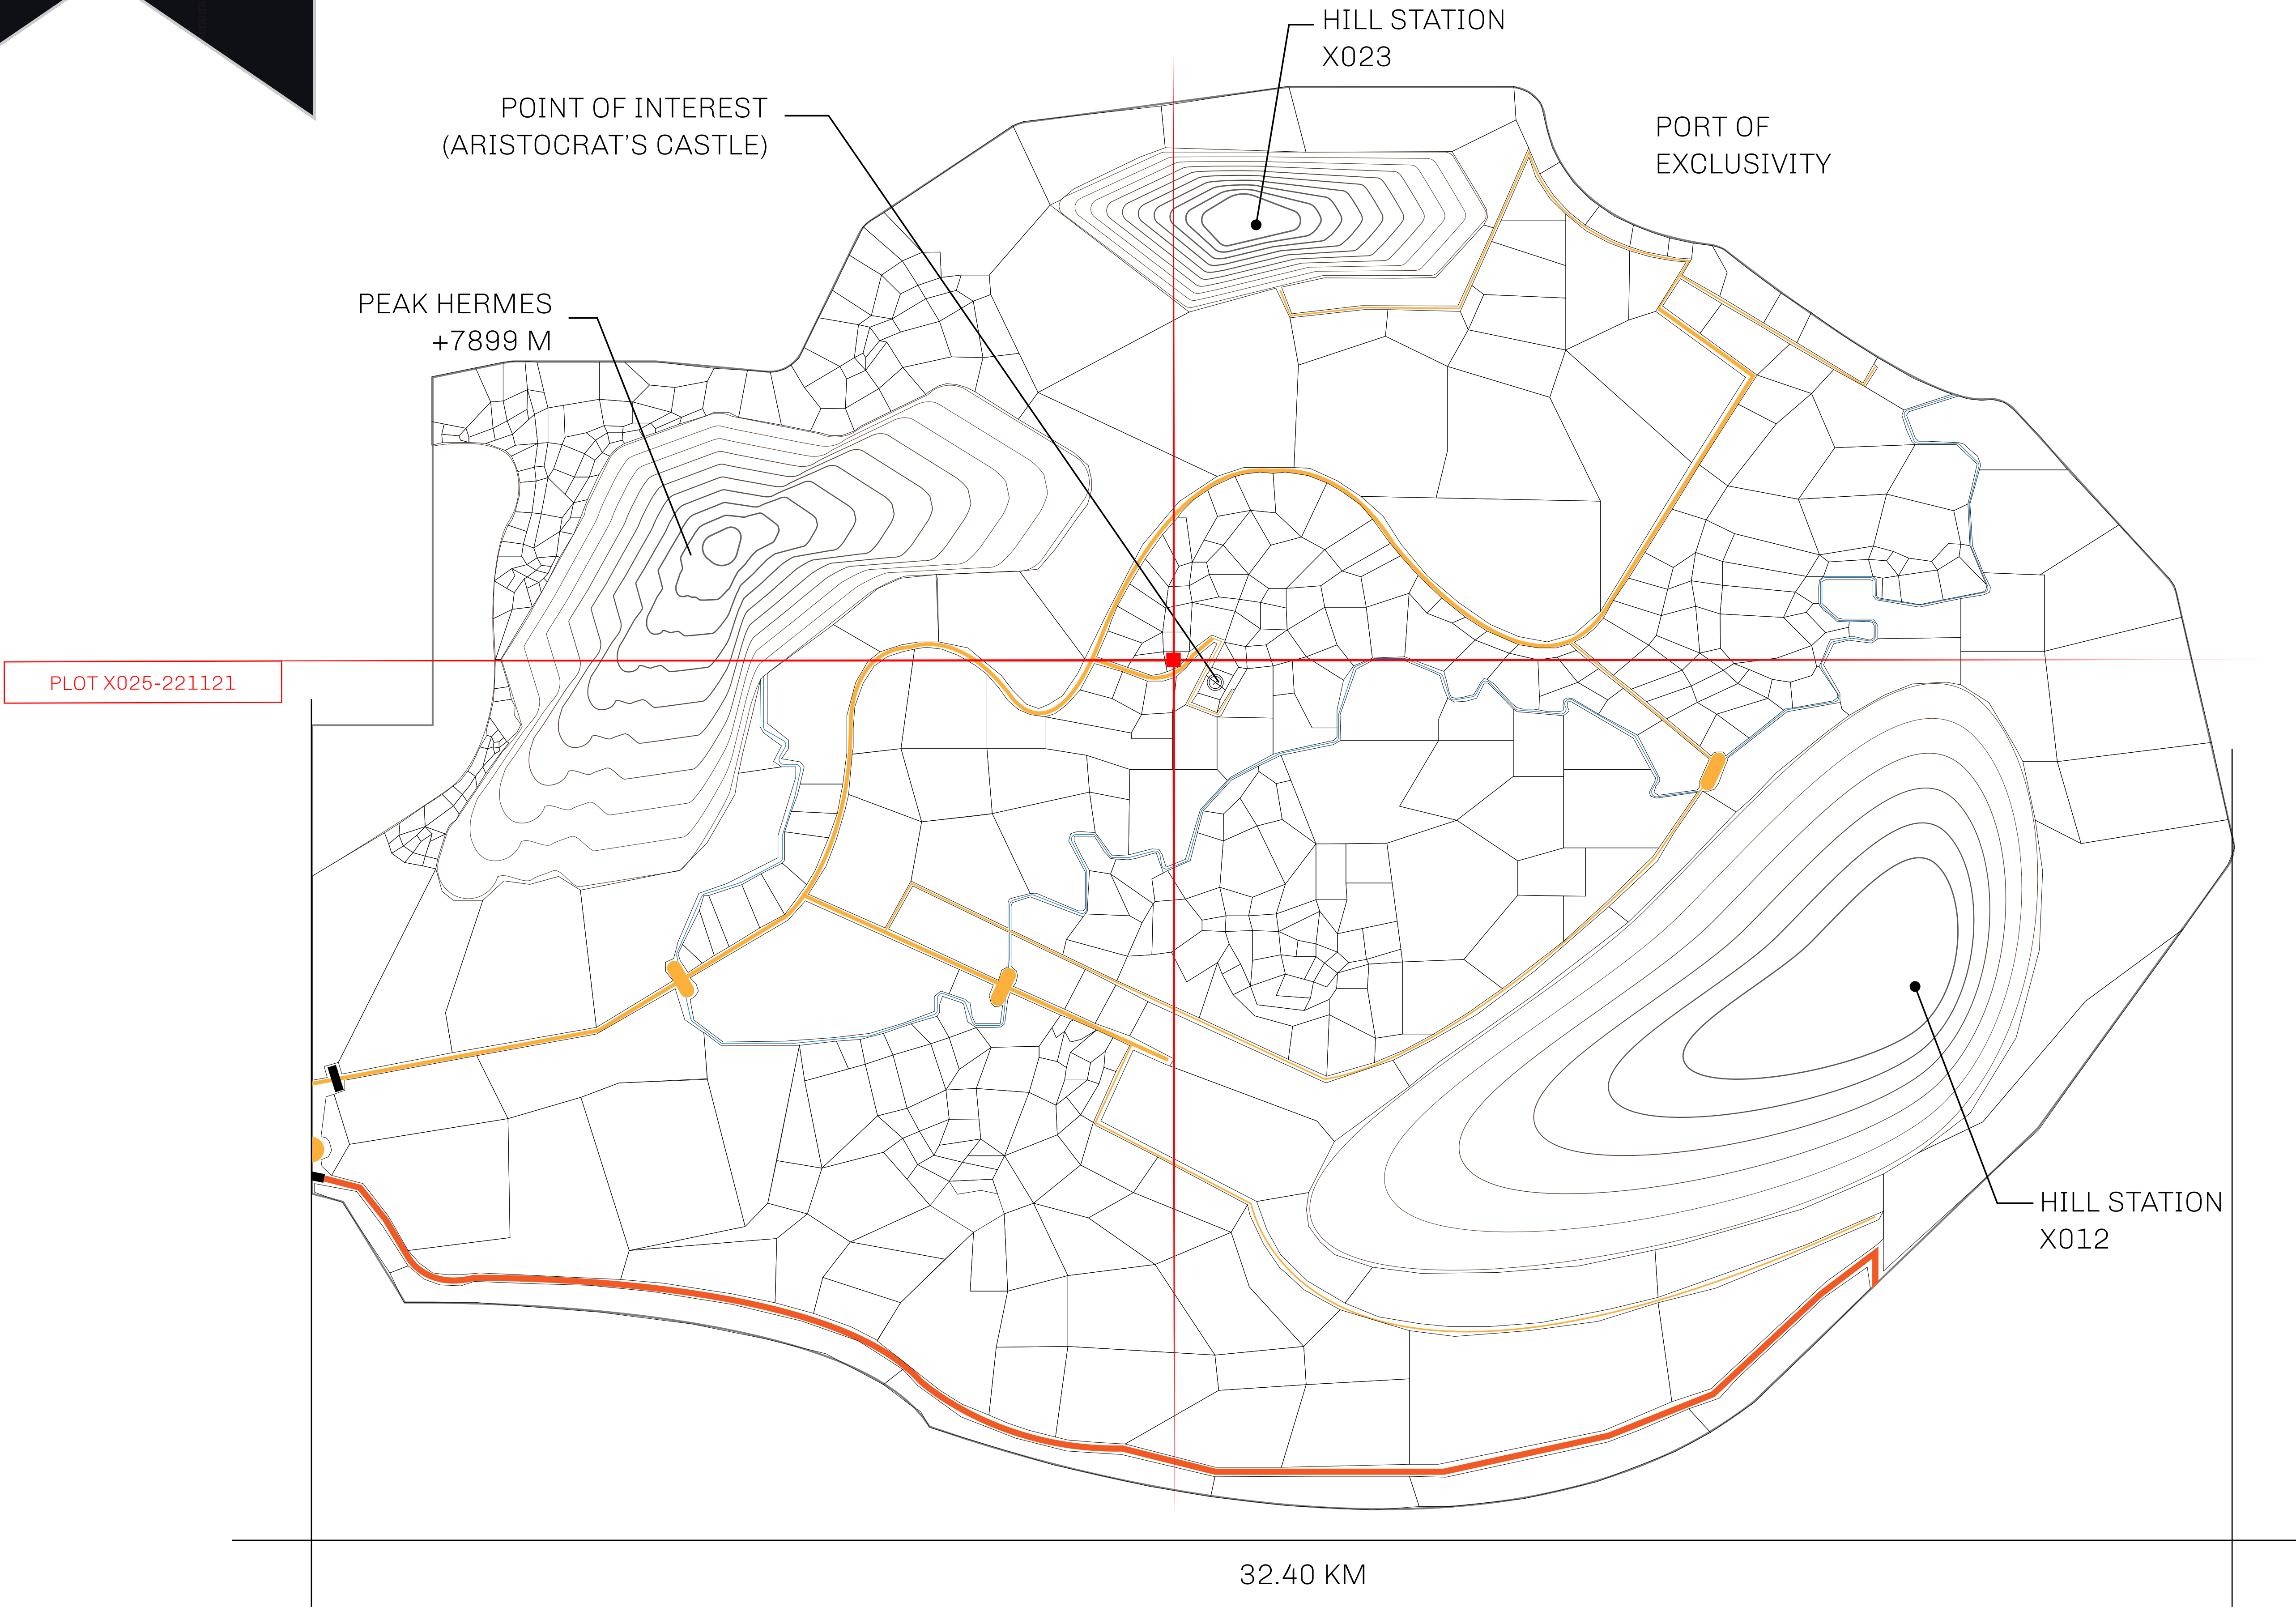 HILL STATION
X023
POINT OF INTEREST
(ARISTOCRAT'S CASTLE)
PORT OF
EXCLUSIVITY
PEAK HERMES
+7899 M
PLOT X025-221121
HILL STATION
X012
32.40 KM